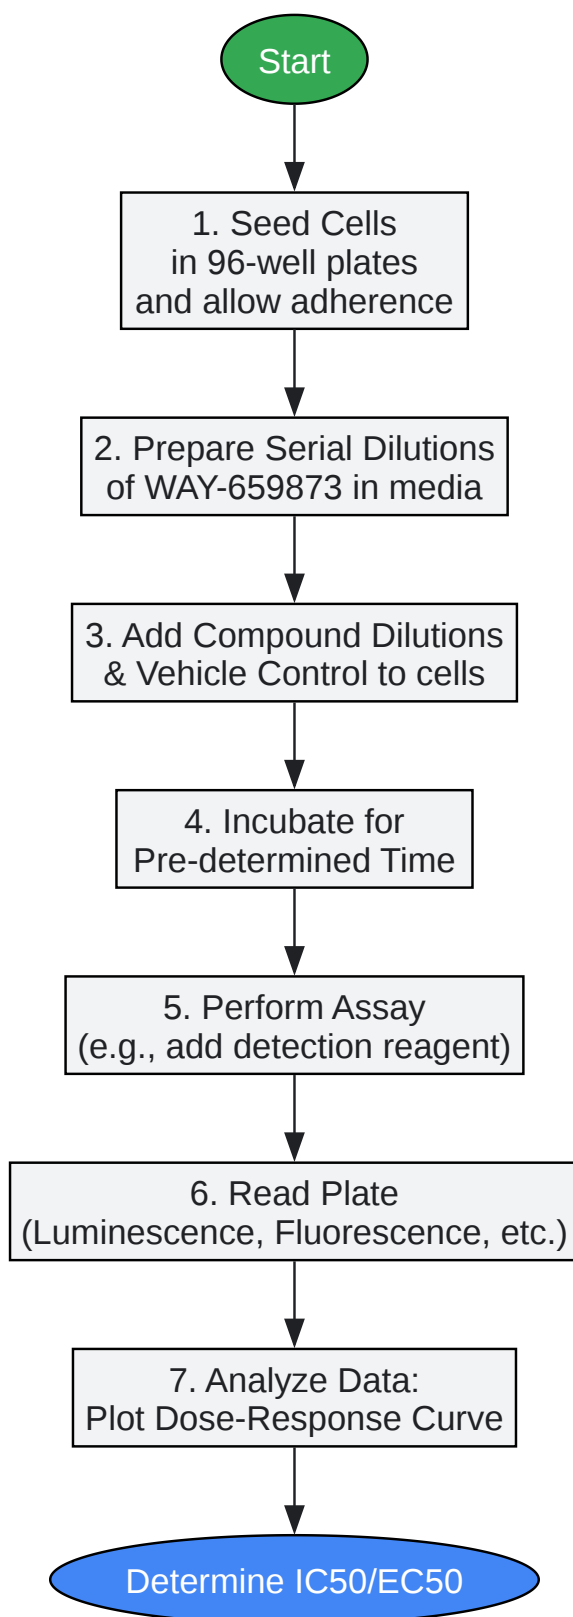 Start
1. Seed Cells
in 96-well plates
and allow adherence
2. Prepare Serial Dilutions
of WAY-659873 in media
3. Add Compound Dilutions
& Vehicle Control to cells
4. Incubate for
Pre-determined Time
5. Perform Assay
(e.g., add detection reagent)
6. Read Plate
(Luminescence, Fluorescence, etc.)
7. Analyze Data:
Plot Dose-Response Curve
Determine IC50/EC50